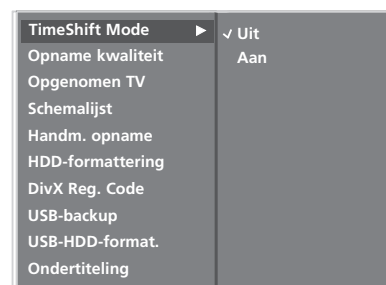 TimeShift Mode ► ✓ Uit
Opname kwaliteit Aan
Opgenomen TV
Schemalijst
Handm. opname
HDD-formattering
DivX Reg. Code
USB-backup
USB-HDD-format.
Ondertiteling